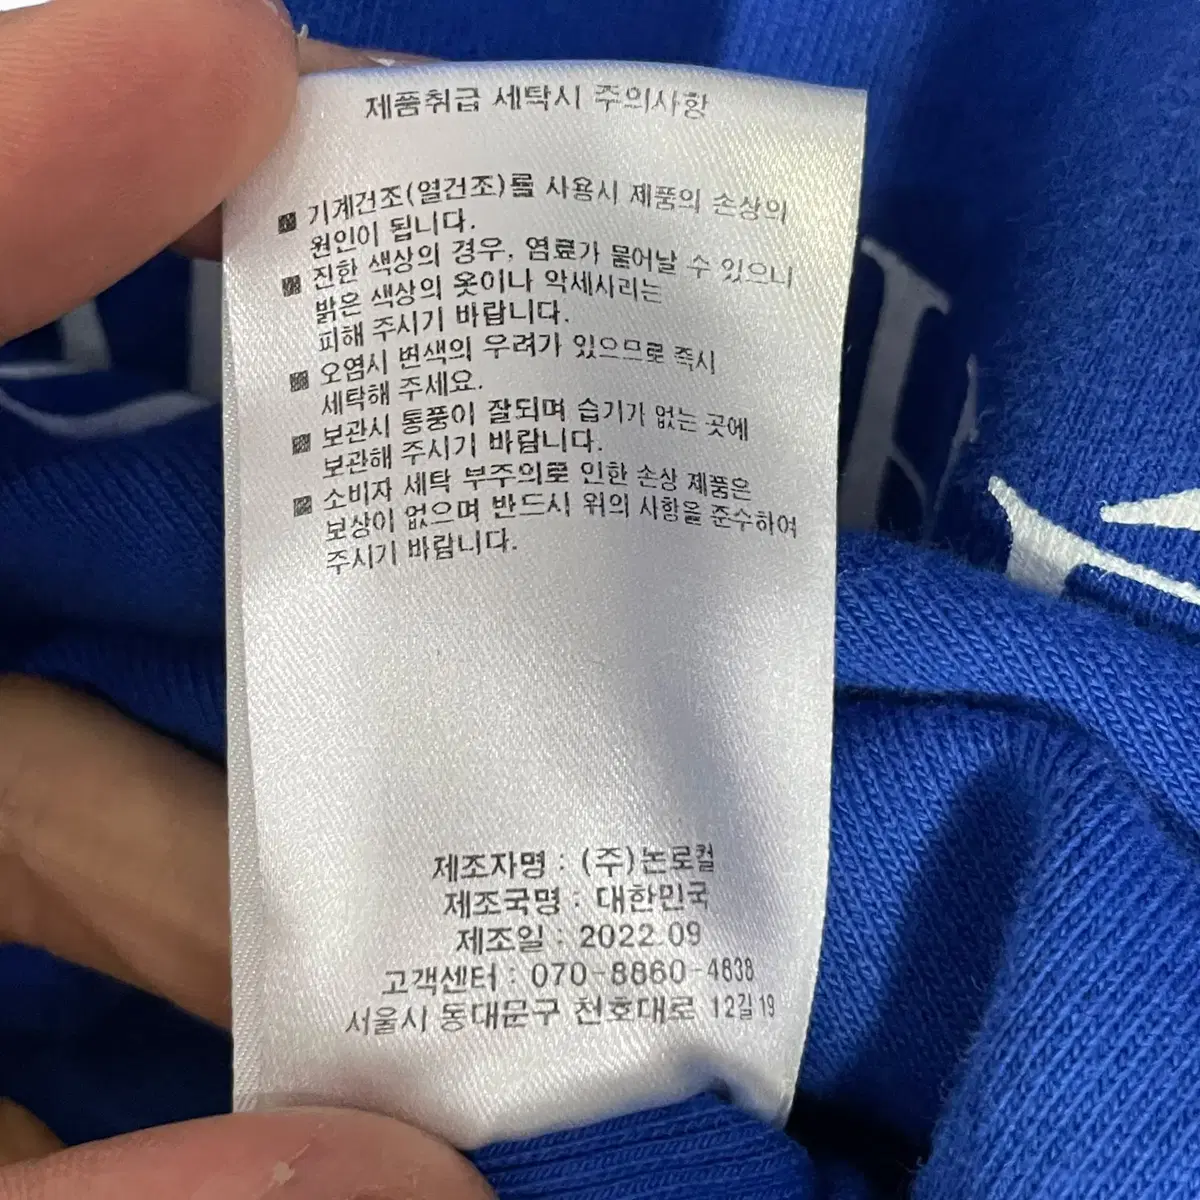 제품취급 세탁시 주의사항
■ 기계건조(열건조)를 사용시 제품의 손상의
원인이 됩니다.
■ 진한 색상의 경우, 염료가 물어날 수 있으니
밝은 색상의 옷이나 악세사리는
피해 주시기 바랍니다.
■ 오염시 변색의 우려가 있으므로 즉시
세탁해 주세요.
■ 보관시 통풍이 잘되며 습기가 없는 곳에
보관해 주시기 바랍니다.
■ 소비자 세탁 부주의로 인한 손상 제품은
보상이 없으며 반드시 위의 사항을 준수하여
주시기 바랍니다.
제조자명 : (주)논로컬
제조국명 : 대한민국
제조일 : 2022.09
고객센터 : 070-8860-4838
서울시 동대문구 천호대로 12길 19